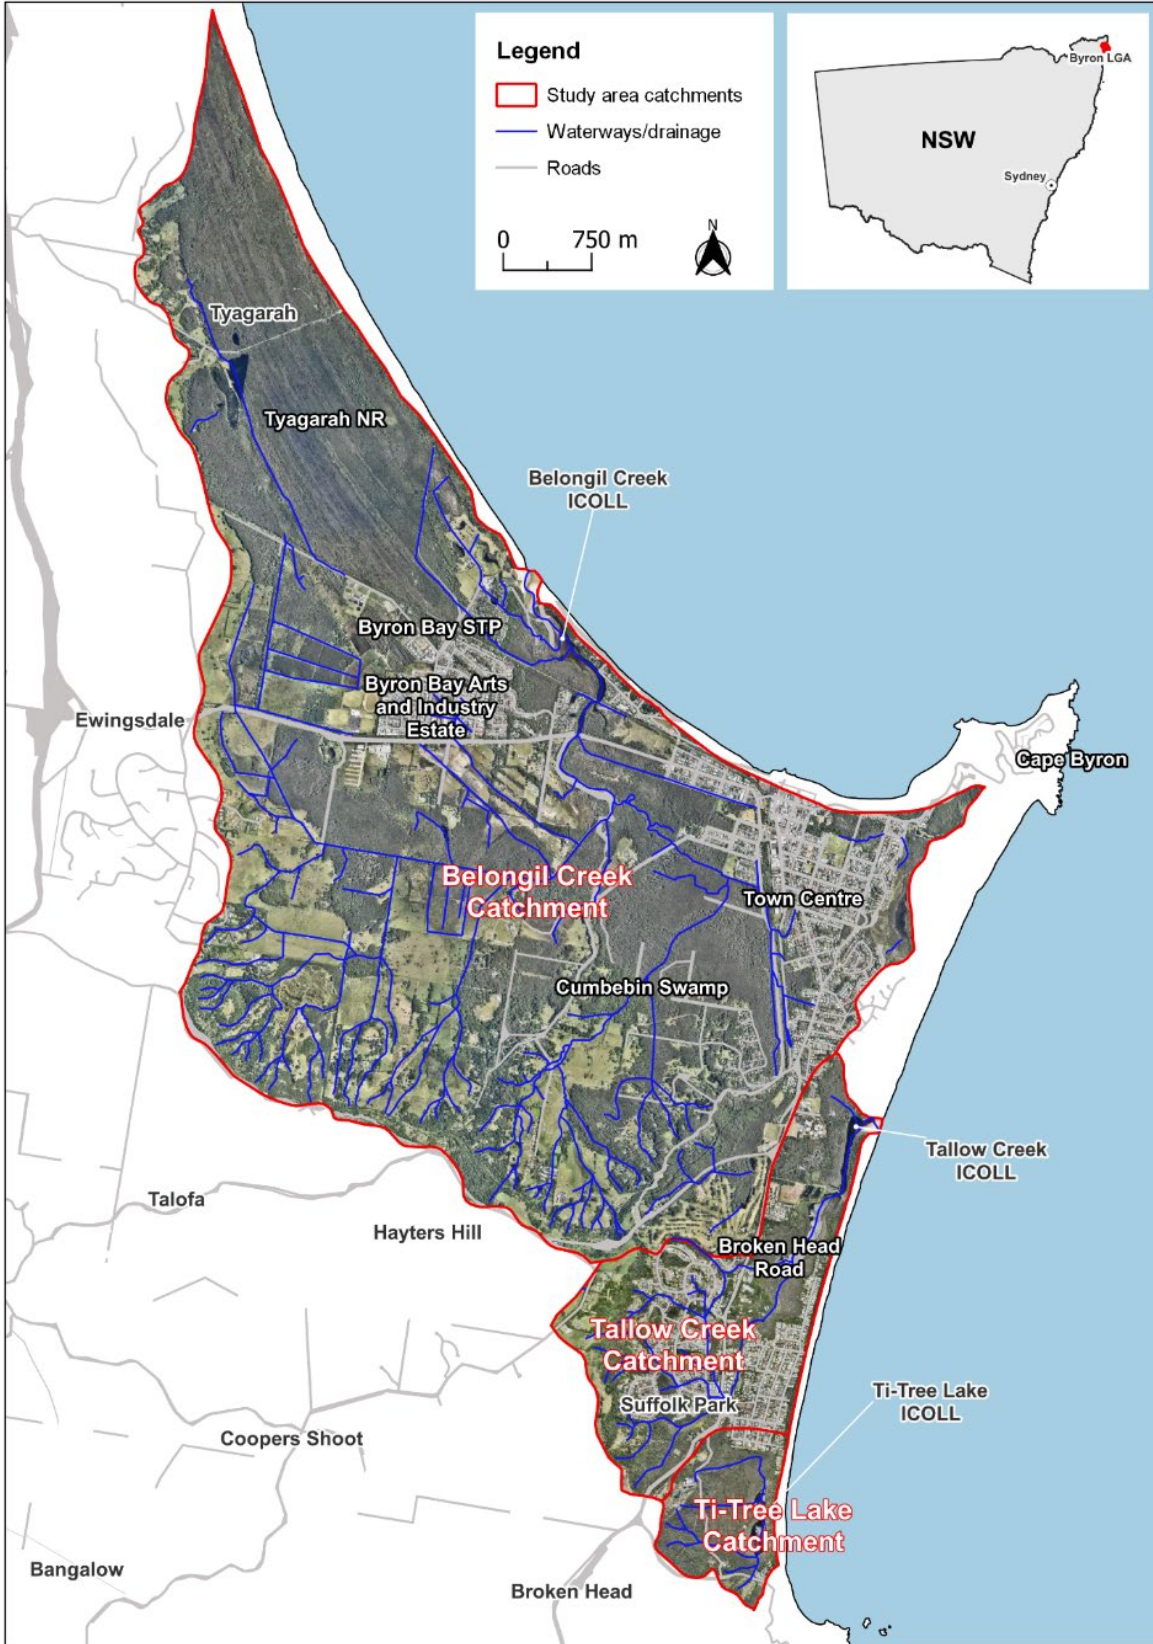 Legend
Study area catchments
Waterways/drainage
Roads
0 750 m
N
Byron LGA
NSW
Sydney
Tyagarah
Tyagarah NR
Belongil Creek
ICOLL
Byron Bay STP
Byron Bay Arts
and Industry
Estate
Ewingsdale
Cape Byron
Belongil Creek
Catchment
Town Centre
Cumbebin Swamp
Tallow Creek
ICOLL
Talofa
Hayters Hill
Broken Head
Road
Tallow Creek
Catchment
Suffolk Park
Ti-Tree Lake
ICOLL
Coopers Shoot
Ti-Tree Lake
Catchment
Bangalow
Broken Head